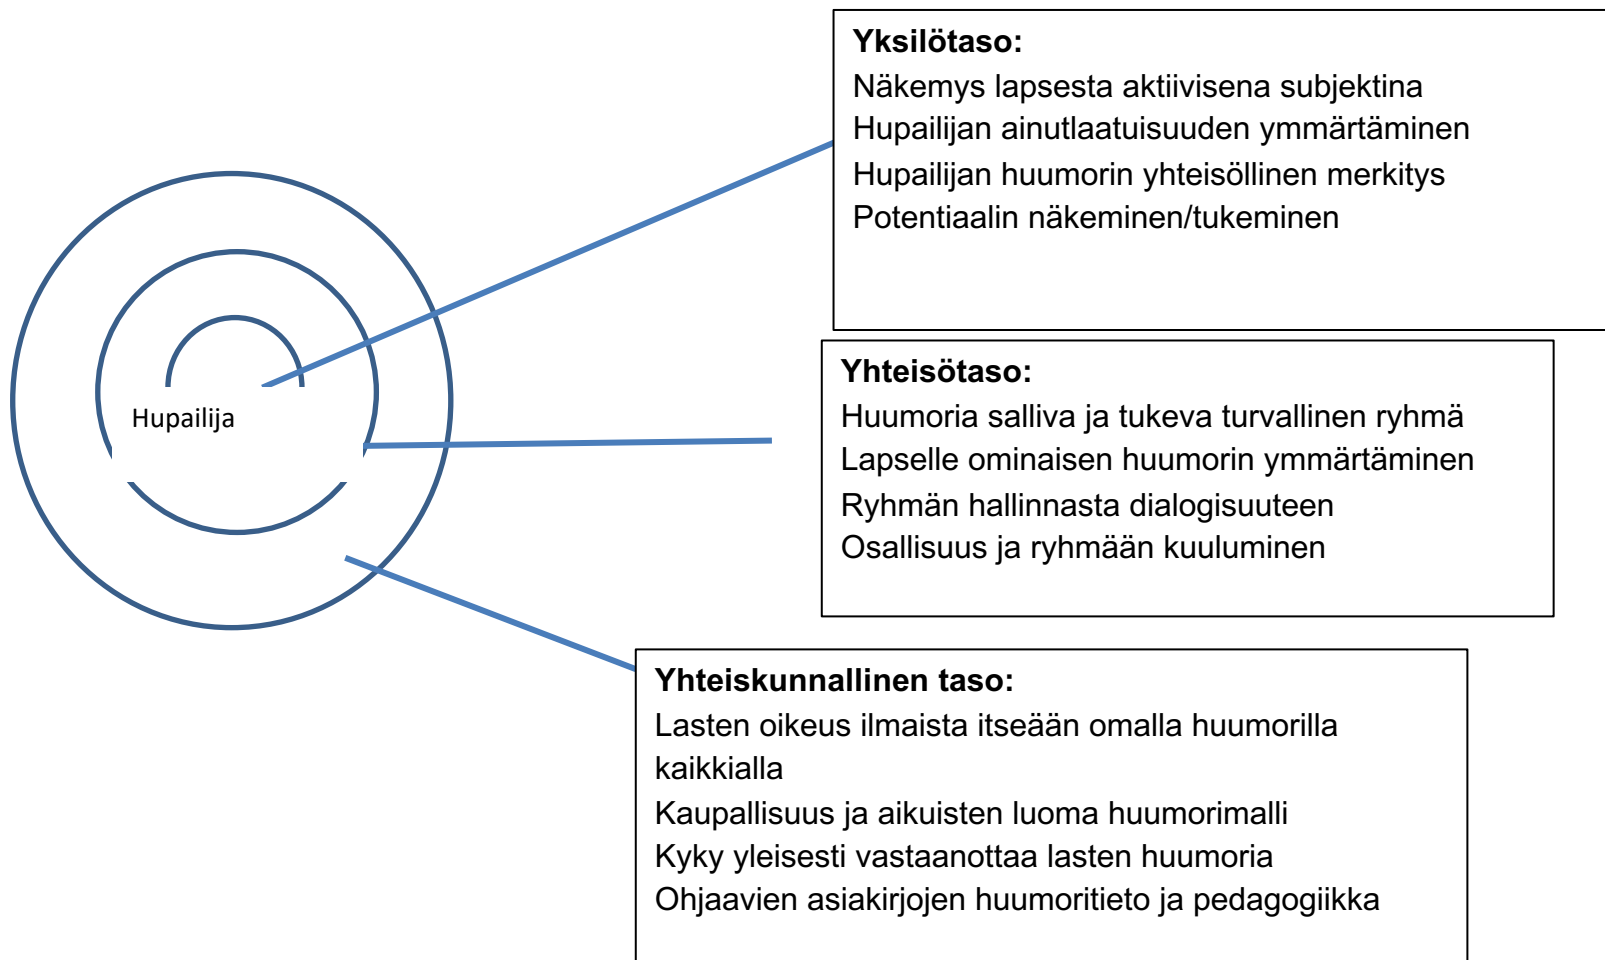 Yksilötaso:
Näkemys lapsesta aktiivisena subjektina
Hupailijan ainutlaatuisuuden ymmärtäminen
Hupailijan huumorin yhteisöllinen merkitys
Potentiaalin näkeminen/tukeminen
Hupailija
Yhteisötaso:
Huumoria salliva ja tukeva turvallinen ryhmä
Lapselle ominaisen huumorin ymmärtäminen
Ryhmän hallinnasta dialogisuuteen
Osallisuus ja ryhmään kuuluminen
Yhteiskunnallinen taso:
Lasten oikeus ilmaista itseään omalla huumorilla
kaikkialla
Kaupallisuus ja aikuisten luoma huumorimalli
Kyky yleisesti vastaanottaa lasten huumoria
Ohjaavien asiakirjojen huumoritieto ja pedagogiikka